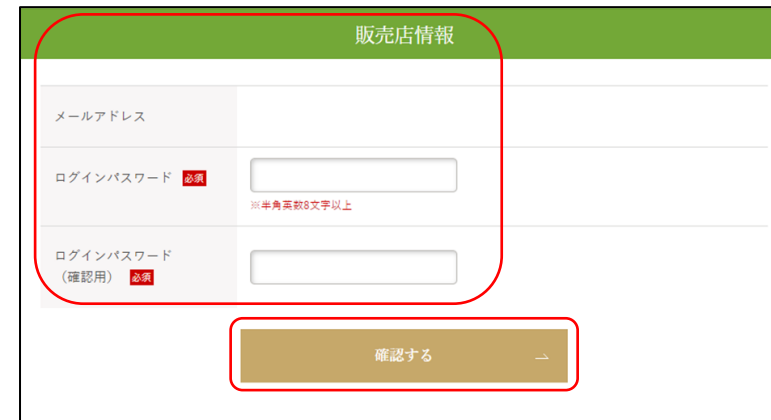 販売店情報
メールアドレス
ログインパスワード 必須
※半角英数8文字以上
ログインパスワード
（確認用） 必須
確認する →